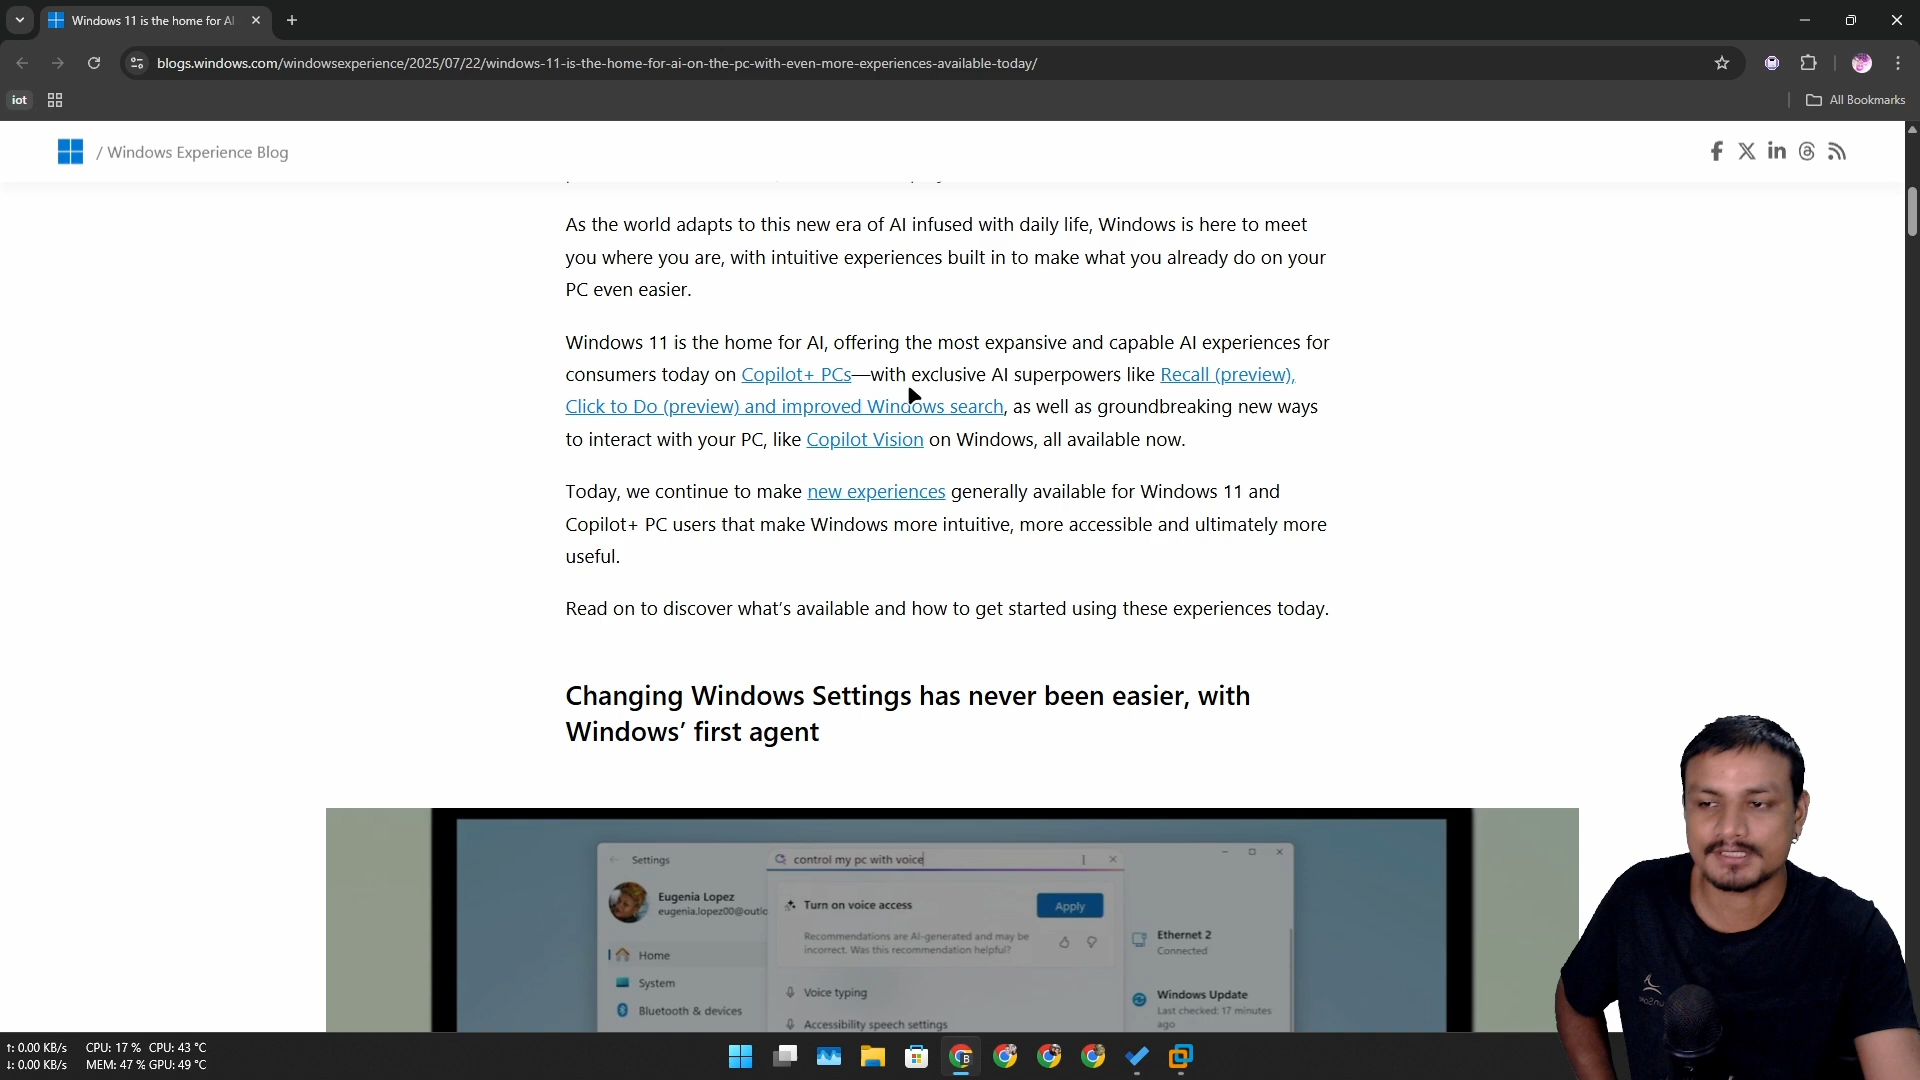 Windows 11 is the home for AI
blogs.windows.com/windowsexperience/2025/07/22/windows-11-is-the-home-for-ai-on-the-pc-with-even-more-experiences-available-today/
iot
All Bookmarks
/ Windows Experience Blog
As the world adapts to this new era of AI infused with daily life, Windows is here to meet
you where you are, with intuitive experiences built in to make what you already do on your
PC even easier.
Windows 11 is the home for AI, offering the most expansive and capable AI experiences for
consumers today on Copilot+ PCs—with exclusive AI superpowers like Recall (preview),
Click to Do (preview) and improved Windows search, as well as groundbreaking new ways
to interact with your PC, like Copilot Vision on Windows, all available now.
Today, we continue to make new experiences generally available for Windows 11 and
Copilot+ PC users that make Windows more intuitive, more accessible and ultimately more
useful.
Read on to discover what's available and how to get started using these experiences today.
Changing Windows Settings has never been easier, with
Windows' first agent
Settings
control my pc with voice
Eugenia Lopez
eugenia.lopez00@outlo
Turn on voice access
Apply
Recommendations are AI-generated and may be
incorrect. Was this recommendation helpful?
Ethernet 2
Connected
Home
System
Voice typing
Windows Update
Last checked: 17 minutes
ago
Bluetooth & devices
Accessibility speech settings
↑: 0.00 KB/s CPU: 17 % CPU: 43 °C
↓: 0.00 KB/s MEM: 47 % GPU: 49 °C